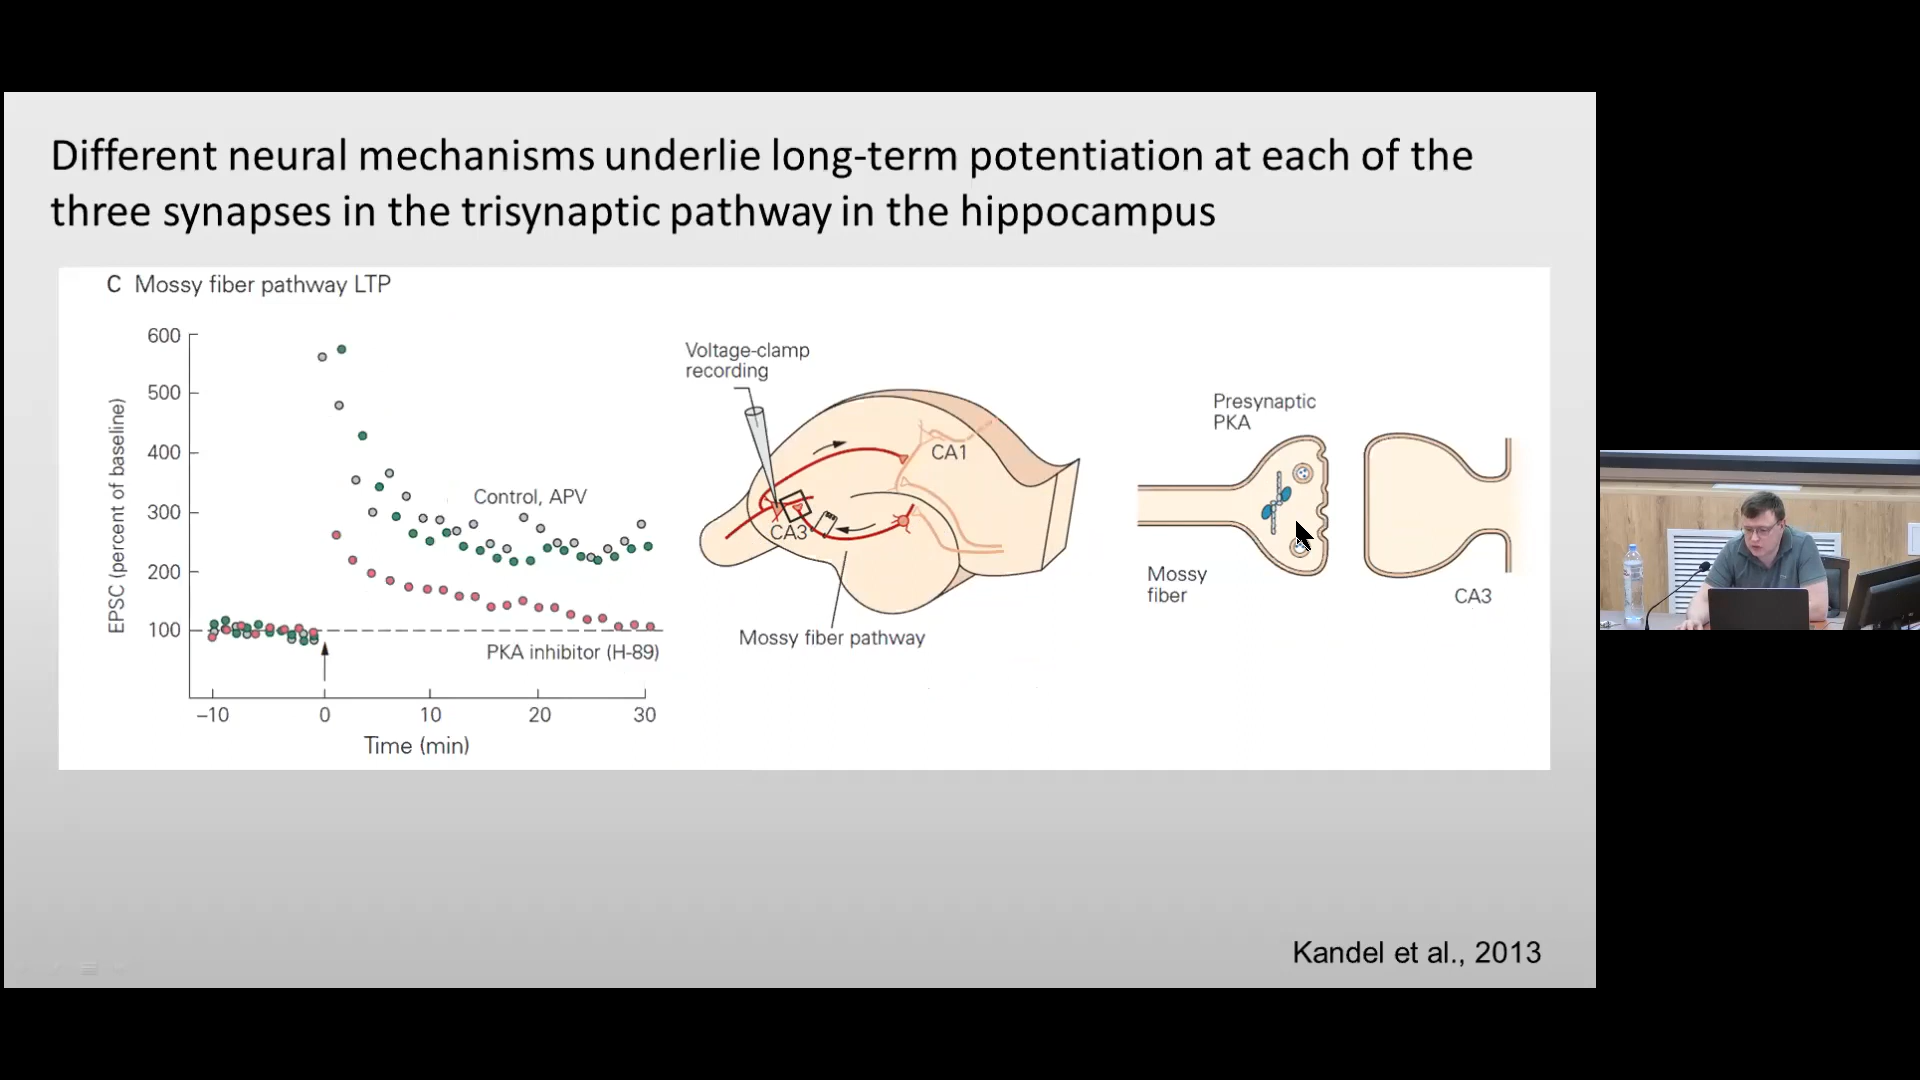 Different neural mechanisms underlie long-term potentiation at each of the
three synapses in the trisynaptic pathway in the hippocampus
C Mossy fiber pathway LTP
EPSC (percent of baseline)
600
500
400
300
200
100
Control, APV
PKA inhibitor (H-89)
–10 0 10 20 30
Time (min)
Voltage-clamp
recording
CA1
CA3
Mossy fiber pathway
Presynaptic
PKA
Mossy
fiber
CA3
Kandel et al., 2013